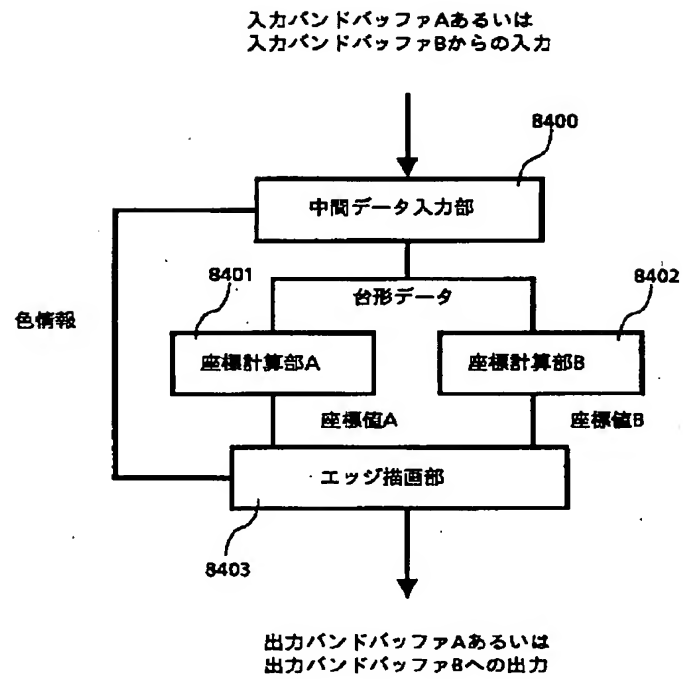 入力バンドバッファAあるいは
入力バンドバッファBからの入力
8400
中間データ入力部
8401
台形データ
8402
色情報
座標計算部A
座標計算部B
座標値A
座標値B
エッジ描画部
8403
出力バンドバッファAあるいは
出力バンドバッファBへの出力